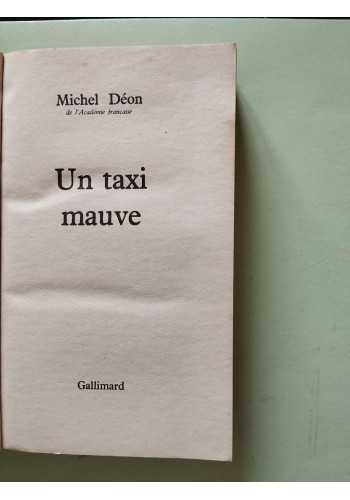 Michel Déon
de l'Académie française
Un taxi
mauve
Gallimard